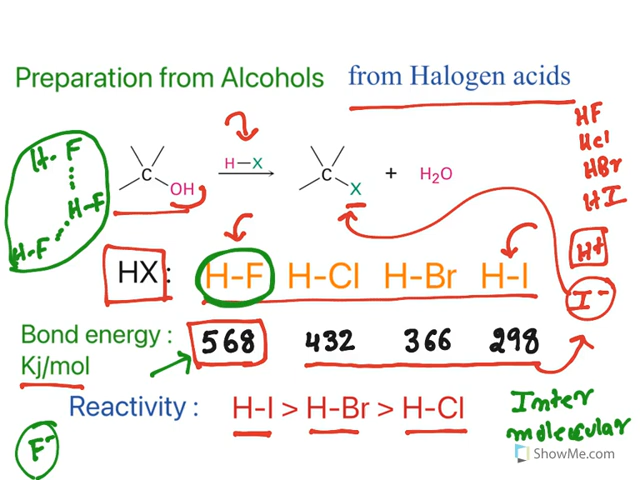 Preparation from Alcohols from Halogen acids
HF
HCl
HBr
HI
H-F
H-F
H-F
C
OH
H-X
C
X
+ H2O
H+
I-
HX : H-F H-Cl H-Br H-I
Bond energy : 568 432 366 298
Kj/mol
Reactivity : H-I > H-Br > H-Cl
Inter
molecular
F-
ShowMe.com